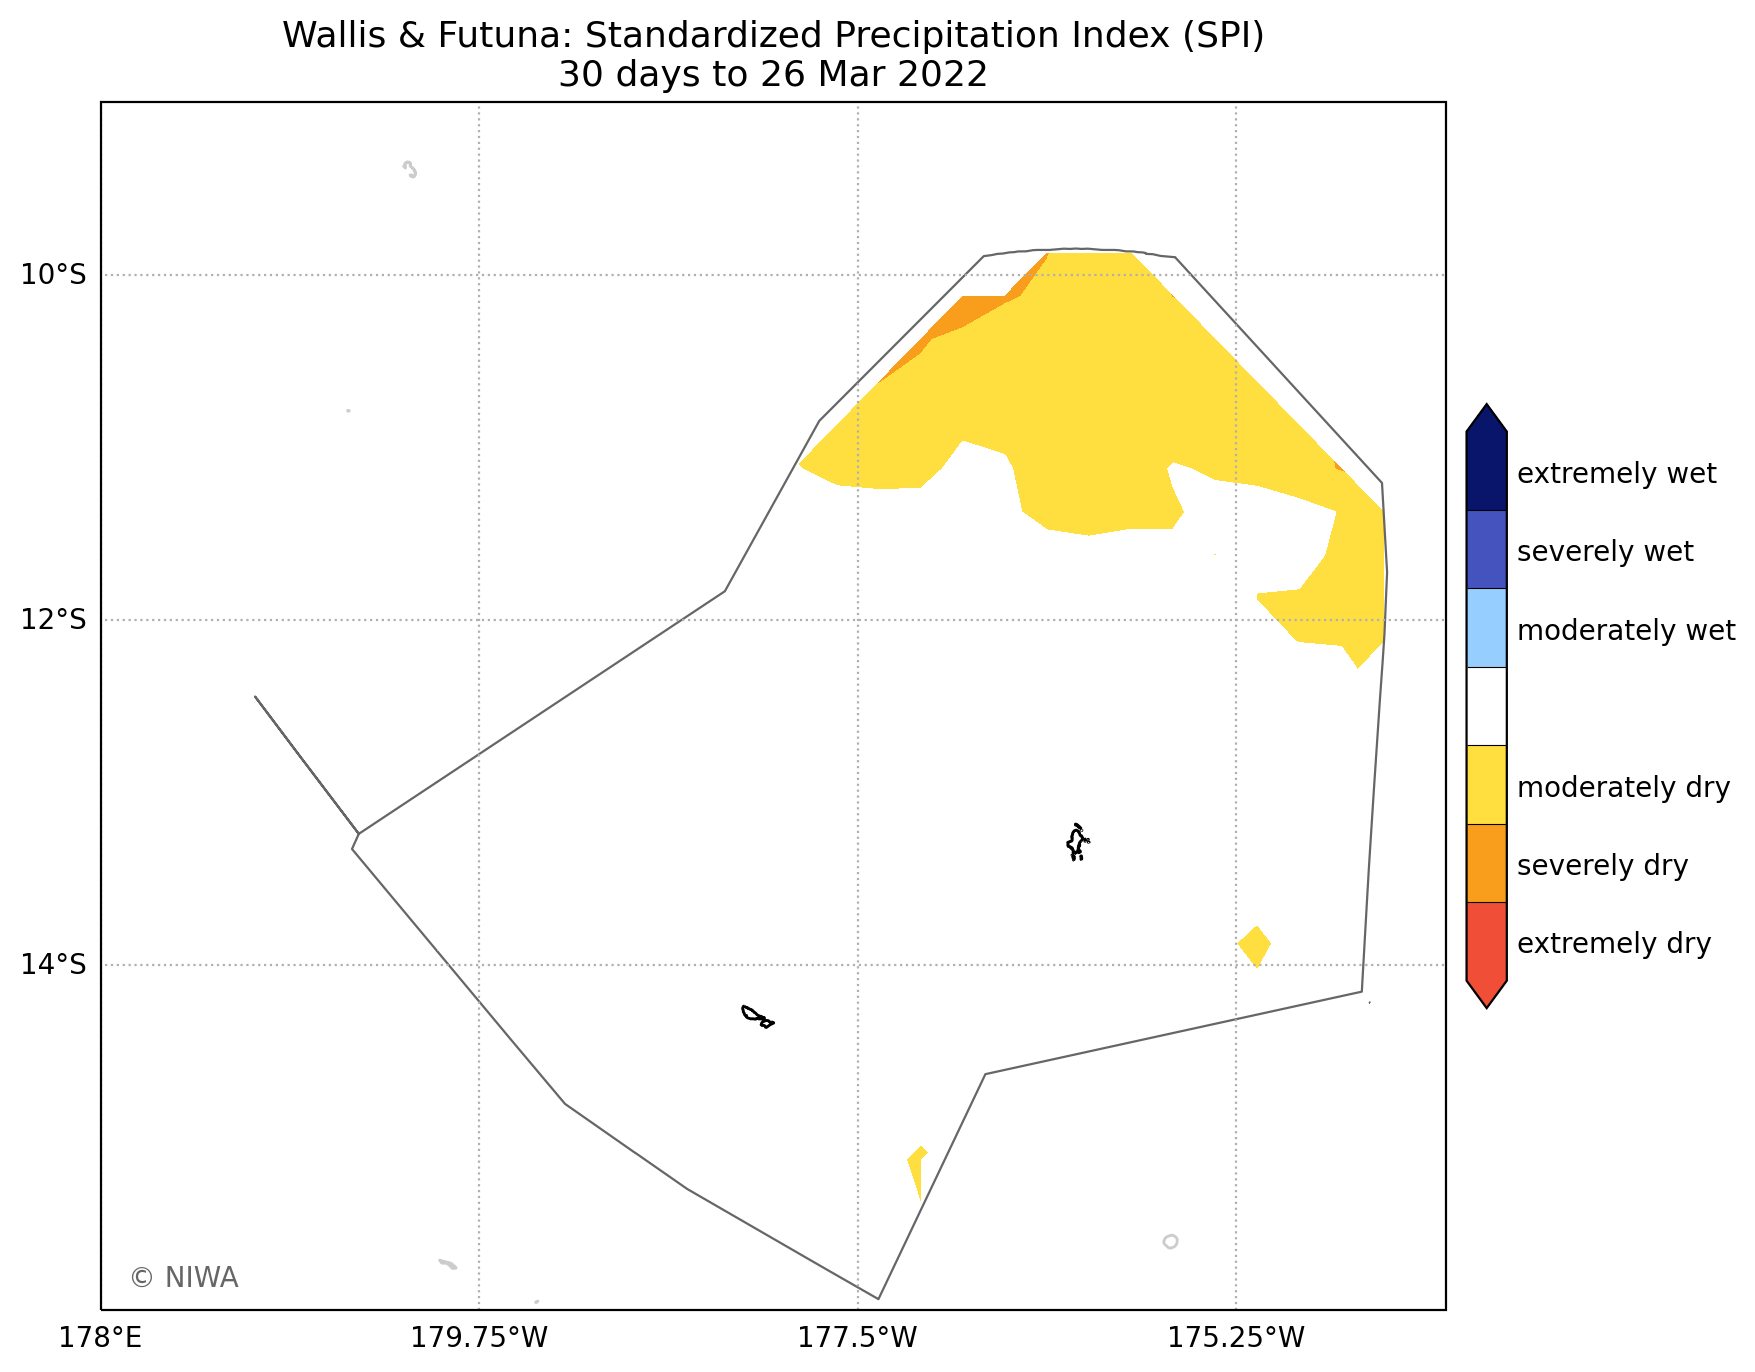 Wallis & Futuna: Standardized Precipitation Index (SPI)
30 days to 26 Mar 2022
10°S
12°S
14°S
extremely wet
severely wet
moderately wet
moderately dry
severely dry
extremely dry
© NIWA
178°E
179.75°W
177.5°W
175.25°W